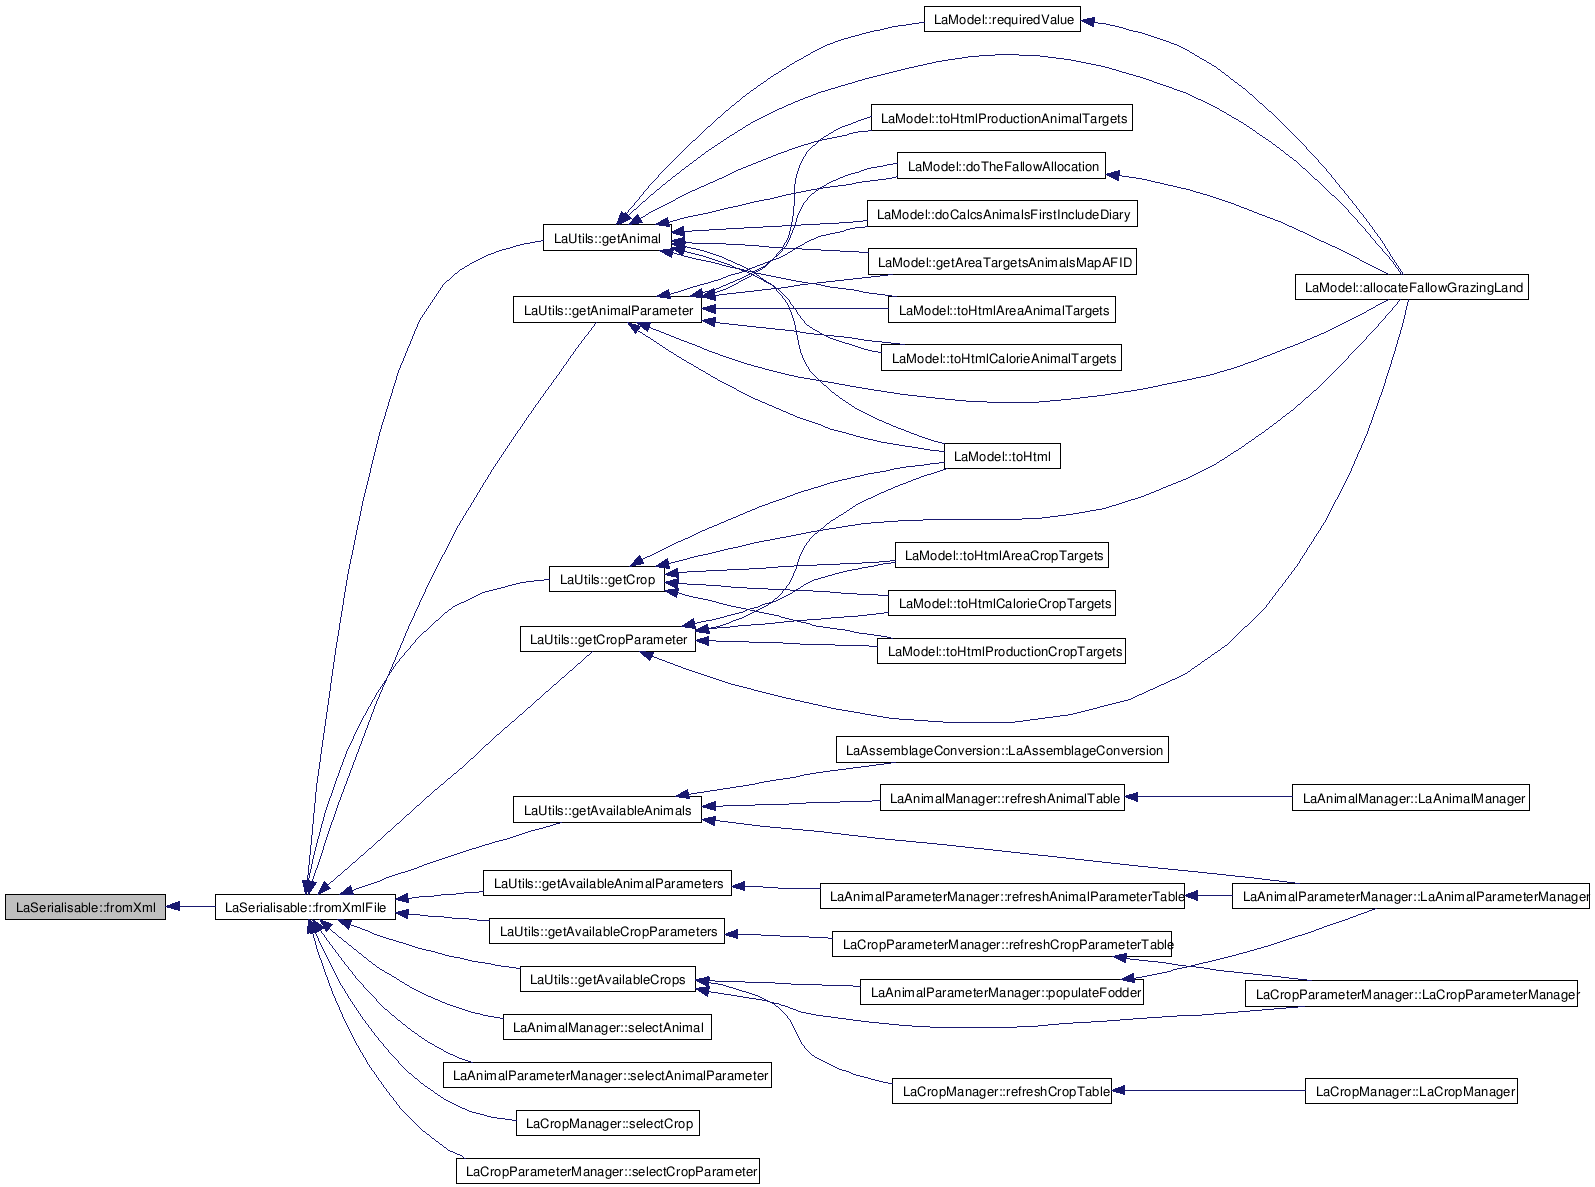 LaModel::requiredValue
LaModel::toHtmlProductionAnimalTargets
LaModel::doTheFallowAllocation
LaModel::doCalcsAnimalsFirstIncludeDiary
LaUtils::getAnimal
LaModel::getAreaTargetsAnimalsMapAFID
LaModel::allocateFallowGrazingLand
LaUtils::getAnimalParameter
LaModel::toHtmlAreaAnimalTargets
LaModel::toHtmlCalorieAnimalTargets
LaModel::toHtml
LaModel::toHtmlAreaCropTargets
LaUtils::getCrop
LaModel::toHtmlCalorieCropTargets
LaUtils::getCropParameter
LaModel::toHtmlProductionCropTargets
LaAssemblageConversion::LaAssemblageConversion
LaUtils::getAvailableAnimals
LaAnimalManager::refreshAnimalTable
LaAnimalManager::LaAnimalManager
LaUtils::getAvailableAnimalParameters
LaAnimalParameterManager::refreshAnimalParameterTable
LaAnimalParameterManager::LaAnimalParameterManager
LaSerialisable::fromXml
LaSerialisable::fromXmlFile
LaUtils::getAvailableCropParameters
LaCropParameterManager::refreshCropParameterTable
LaUtils::getAvailableCrops
LaAnimalParameterManager::populateFodder
LaCropParameterManager::LaCropParameterManager
LaAnimalManager::selectAnimal
LaAnimalParameterManager::selectAnimalParameter
LaCropManager::refreshCropTable
LaCropManager::LaCropManager
LaCropManager::selectCrop
LaCropParameterManager::selectCropParameter